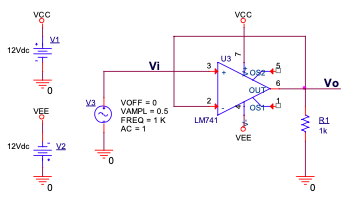 VCC
VCC
12Vdc
V1
0
VEE
12Vdc
V2
0
Vi
V3
VOFF = 0
VAMPL = 0.5
FREQ = 1 K
AC = 1
0
U3
3
+
2
-
LM741
7
V+
OS2
5
OUT
6
OS1
1
4
V-
VEE
Vo
R1
1k
0